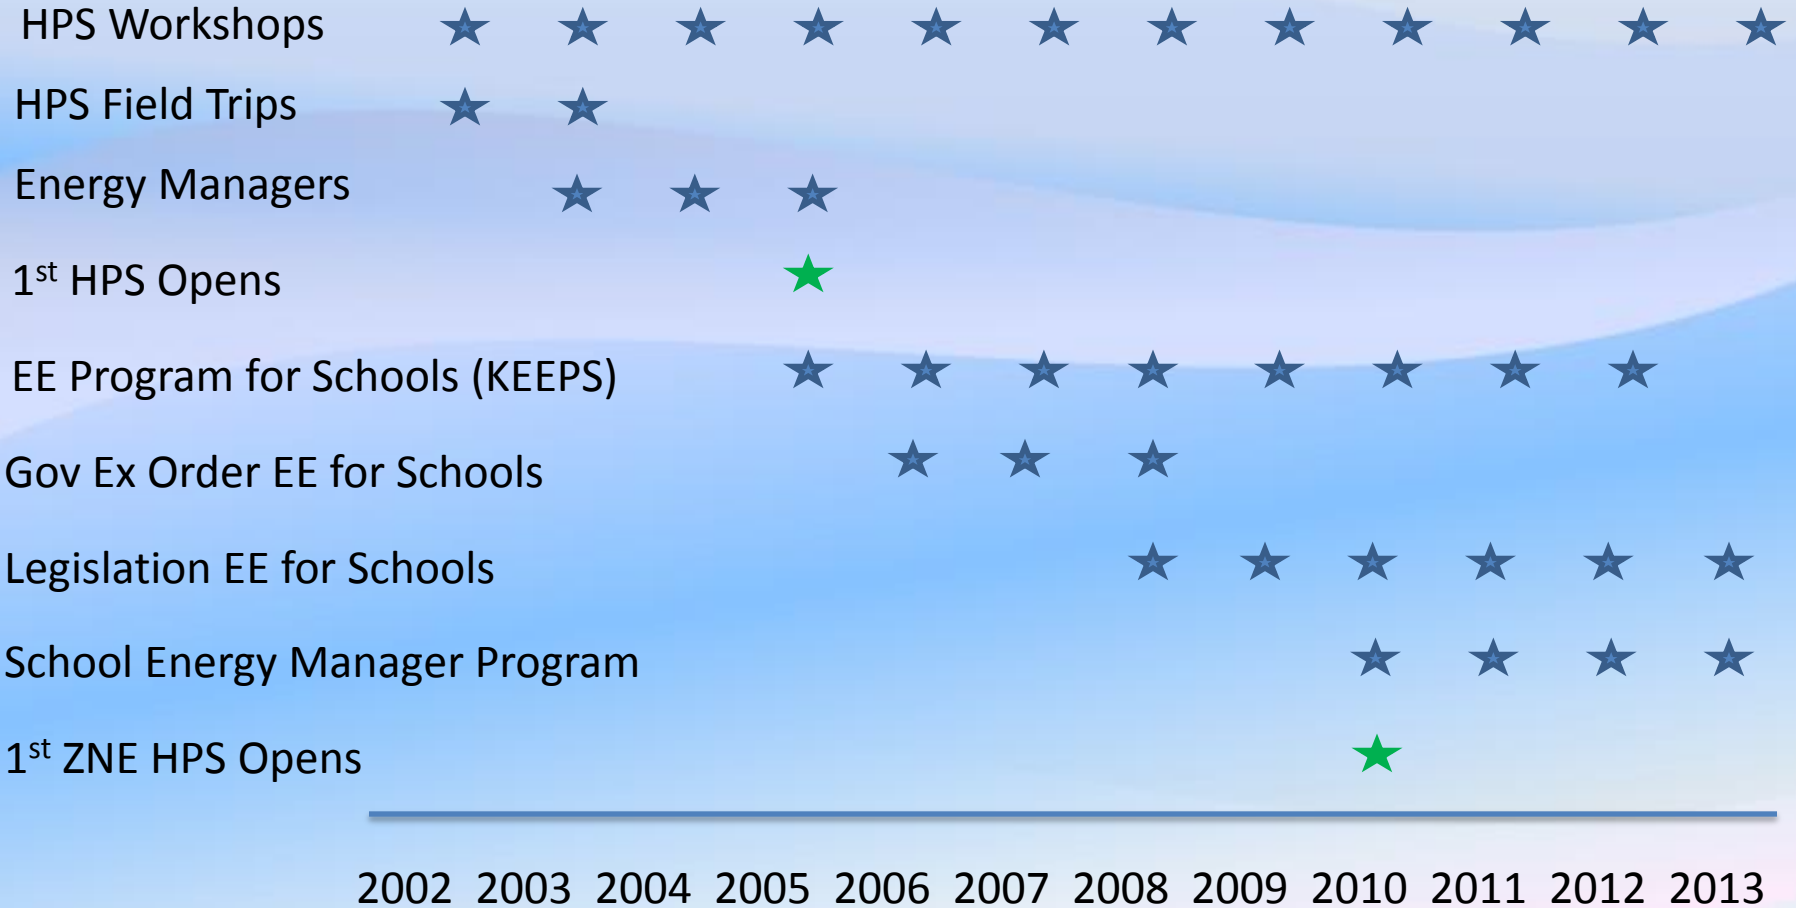 HPS Workshops
HPS Field Trips
Energy Managers
1st HPS Opens
EE Program for Schools (KEEPS)
Gov Ex Order EE for Schools
Legislation EE for Schools
School Energy Manager Program
1st ZNE HPS Opens
2002 2003 2004 2005 2006 2007 2008 2009 2010 2011 2012 2013